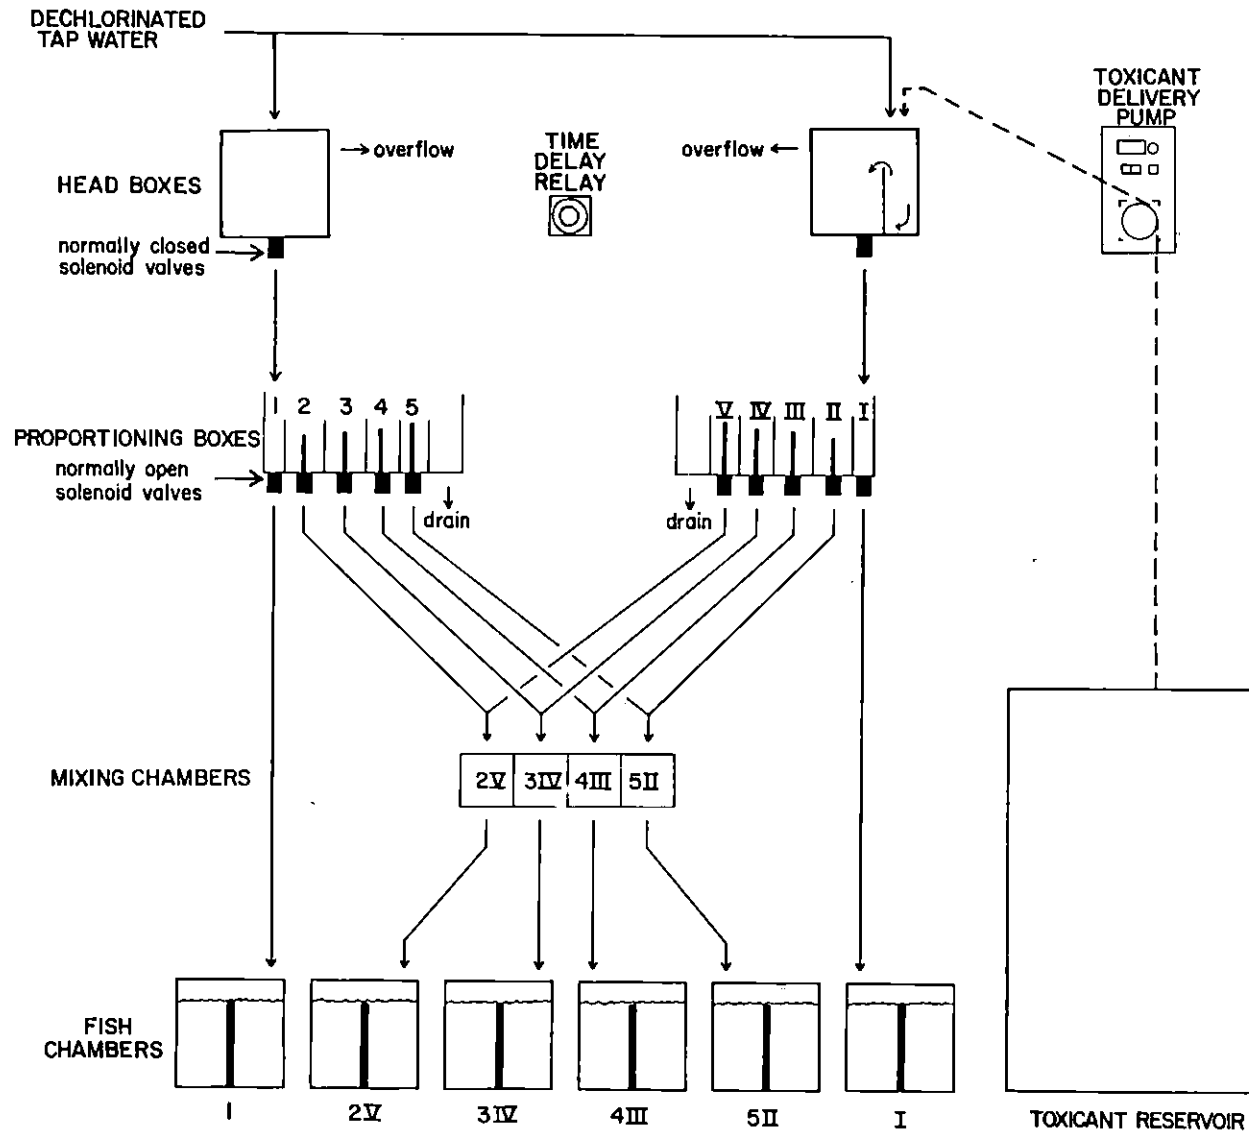 DECHLORINATED
TAP WATER
TOXICANT
DELIVERY
PUMP
HEAD BOXES
overflow
TIME
DELAY
RELAY
overflow
normally closed
solenoid valves
PROPORTIONING BOXES
1 2 3 4 5
V IV III II I
normally open
solenoid valves
drain
drain
MIXING CHAMBERS
2V 3IV 4III 5II
FISH
CHAMBERS
1 2V 3IV 4III 5II I
TOXICANT RESERVOIR